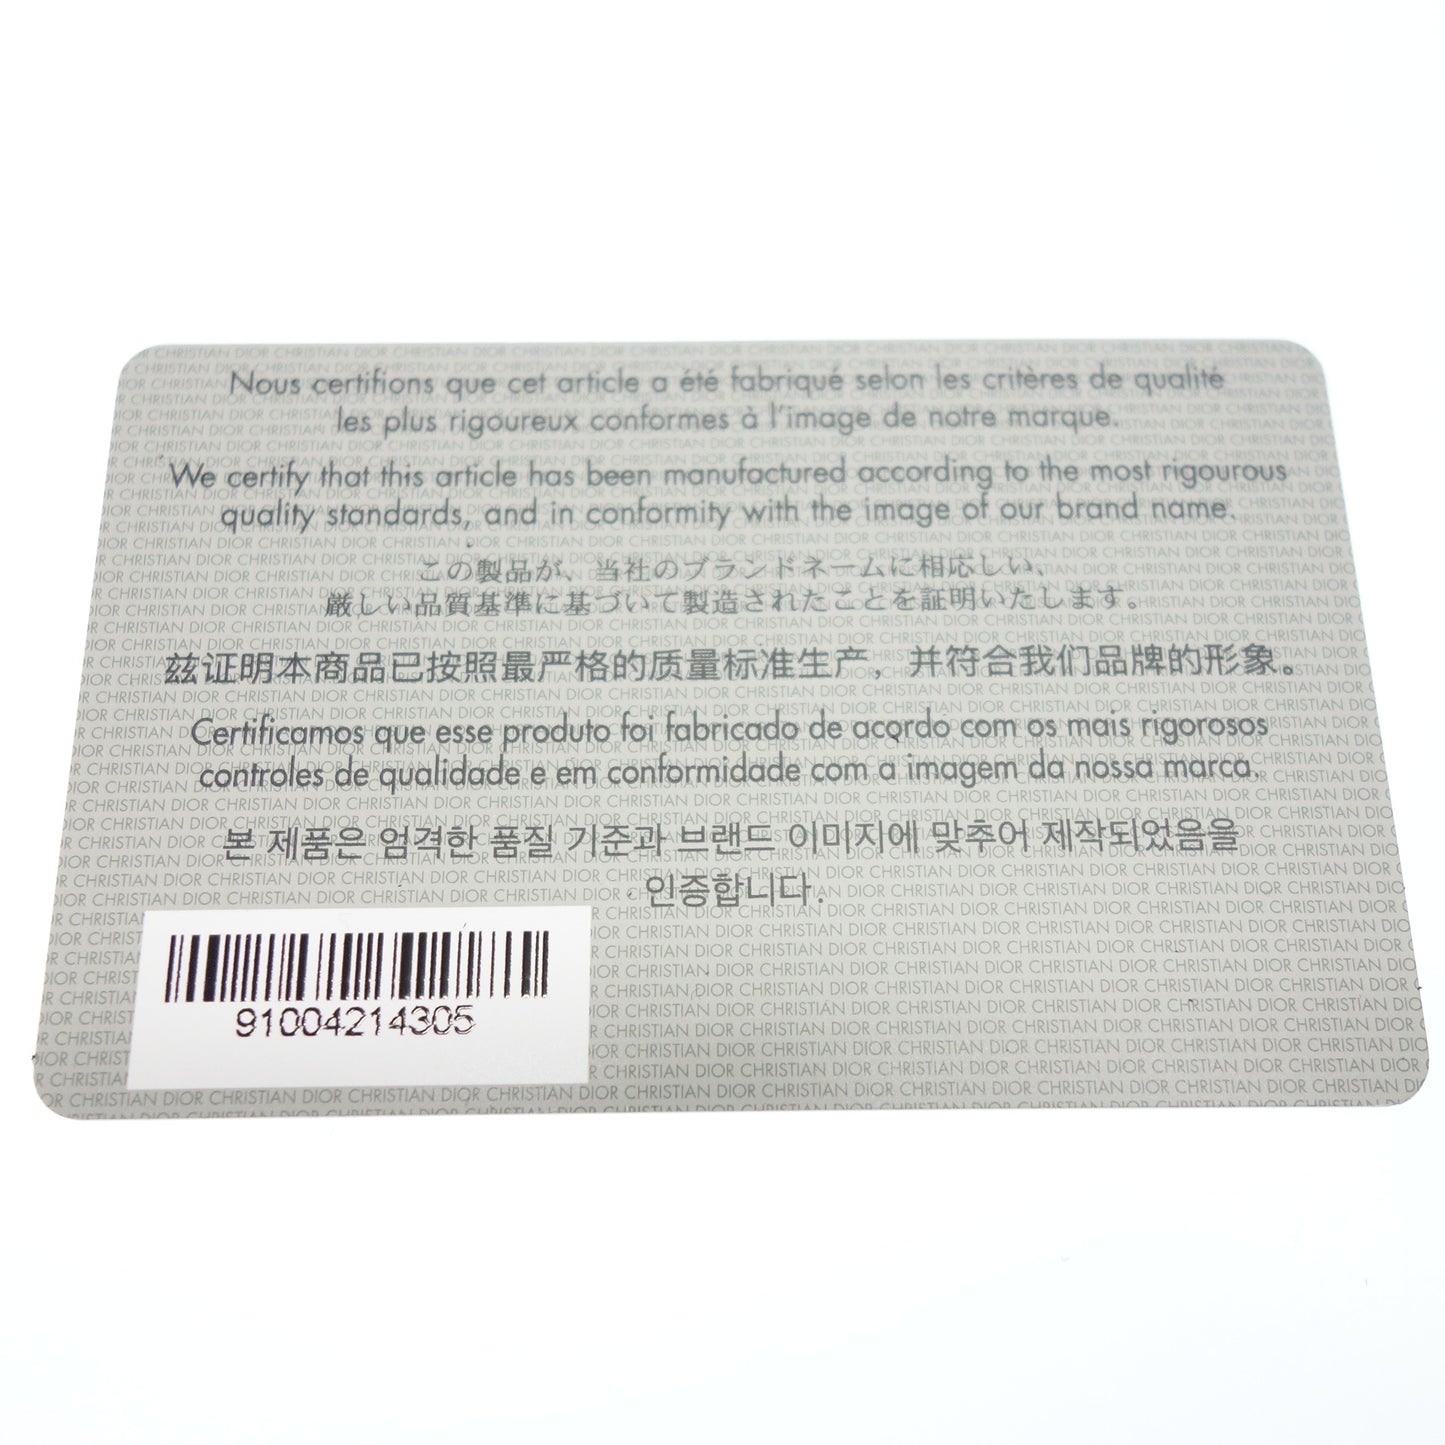 Nous certifions que cet article a été fabriqué selon les critères de qualité
les plus rigoureux conformes à l'image de notre marque.
We certify that this article has been manufactured according to the most rigourous
quality standards, and in conformity with the image of our brand name.
この製品が、当社のブランドネームに相応しい、
厳しい品質基準に基づいて製造されたことを証明いたします。
兹证明本商品已按照最严格的质量标准生产，并符合我们品牌的形象。
Certificamos que esse produto foi fabricado de acordo com os mais rigorosos
controles de qualidade e em conformidade com a imagem da nossa marca.
본 제품은 엄격한 품질 기준과 브랜드 이미지에 맞추어 제작되었음을
인증합니다.
91004214305